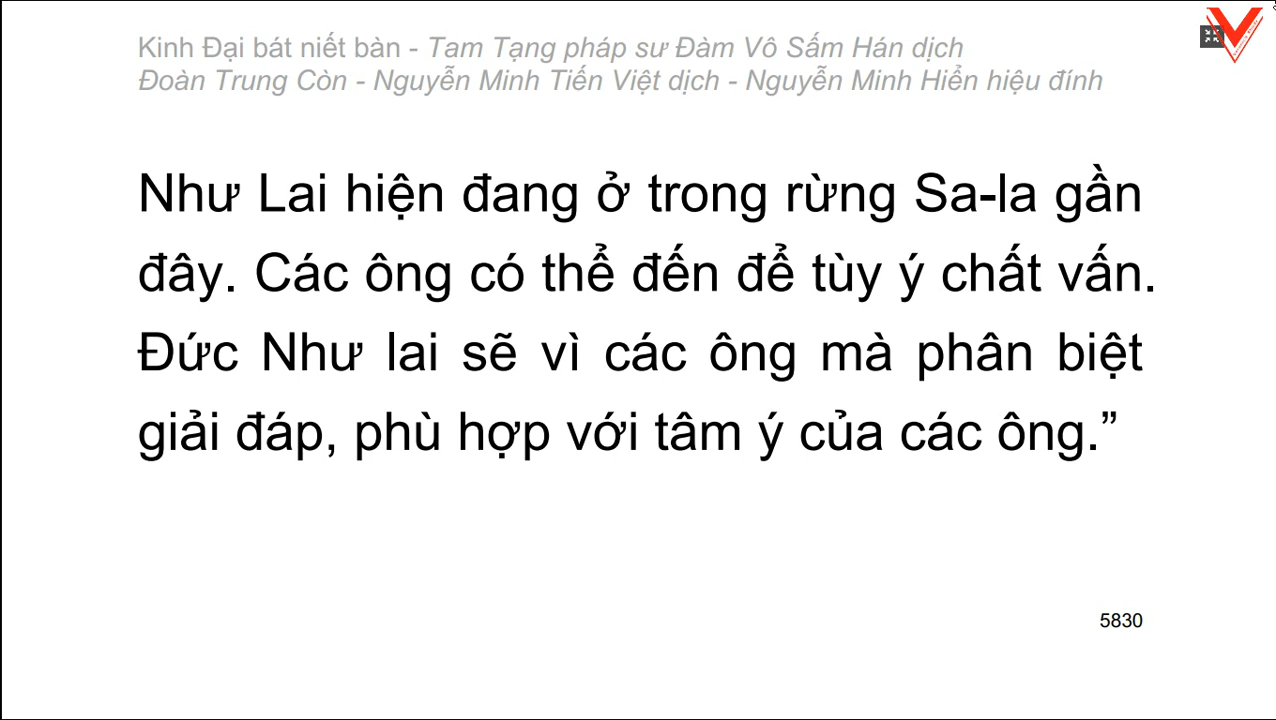 Kinh Đại bát niết bàn - Tam Tạng pháp sư Đàm Vô Sấm Hán dịch
Đoàn Trung Còn - Nguyễn Minh Tiến Việt dịch - Nguyễn Minh Hiển hiệu đính
Như Lai hiện đang ở trong rừng Sa-la gần
đây. Các ông có thể đến để tùy ý chất vấn.
Đức Như lai sẽ vì các ông mà phân biệt
giải đáp, phù hợp với tâm ý của các ông.”
5830